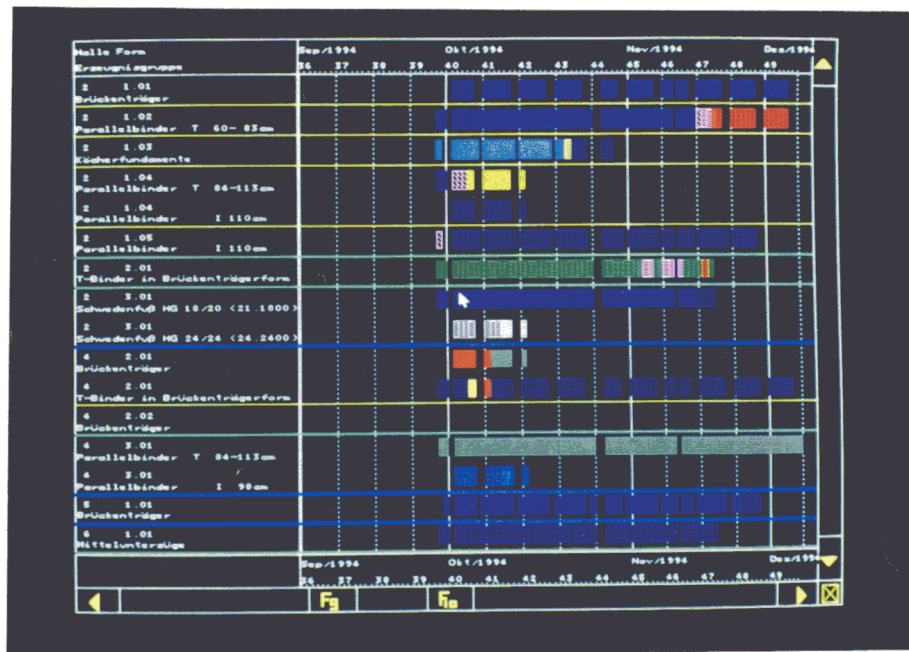 Halle Form
Erzeugnisgruppe
Sep/1994 Okt/1994 Nov/1994 Dez/1994
36 37 38 39 40 41 42 43 44 45 46 47 48 49
2 1.01
Brückenträger
2 1.02
Parallelbinder T 60- 83cm
2 1.03
Köcherfundamente
2 1.04
Parallelbinder T 84-113cm
2 1.04
Parallelbinder I 110cm
2 1.05
Parallelbinder I 110cm
2 2.01
T-Binder in Brückenträgerform
2 3.01
Schwedenfuß HG 18/20 (21.1800)
2 3.01
Schwedenfuß HG 24/26 (24.2400)
4 2.01
Brückenträger
4 2.01
T-Binder in Brückenträgerform
4 2.02
Brückenträger
4 3.01
Parallelbinder T 84-113cm
4 3.01
Parallelbinder I 90cm
5 1.01
Brückenträger
6 1.01
Mittelunterzüge
Sep/1994 Okt/1994 Nov/1994 Dez/1994
36 37 38 39 40 41 42 43 44 45 46 47 48 49
F9 F10